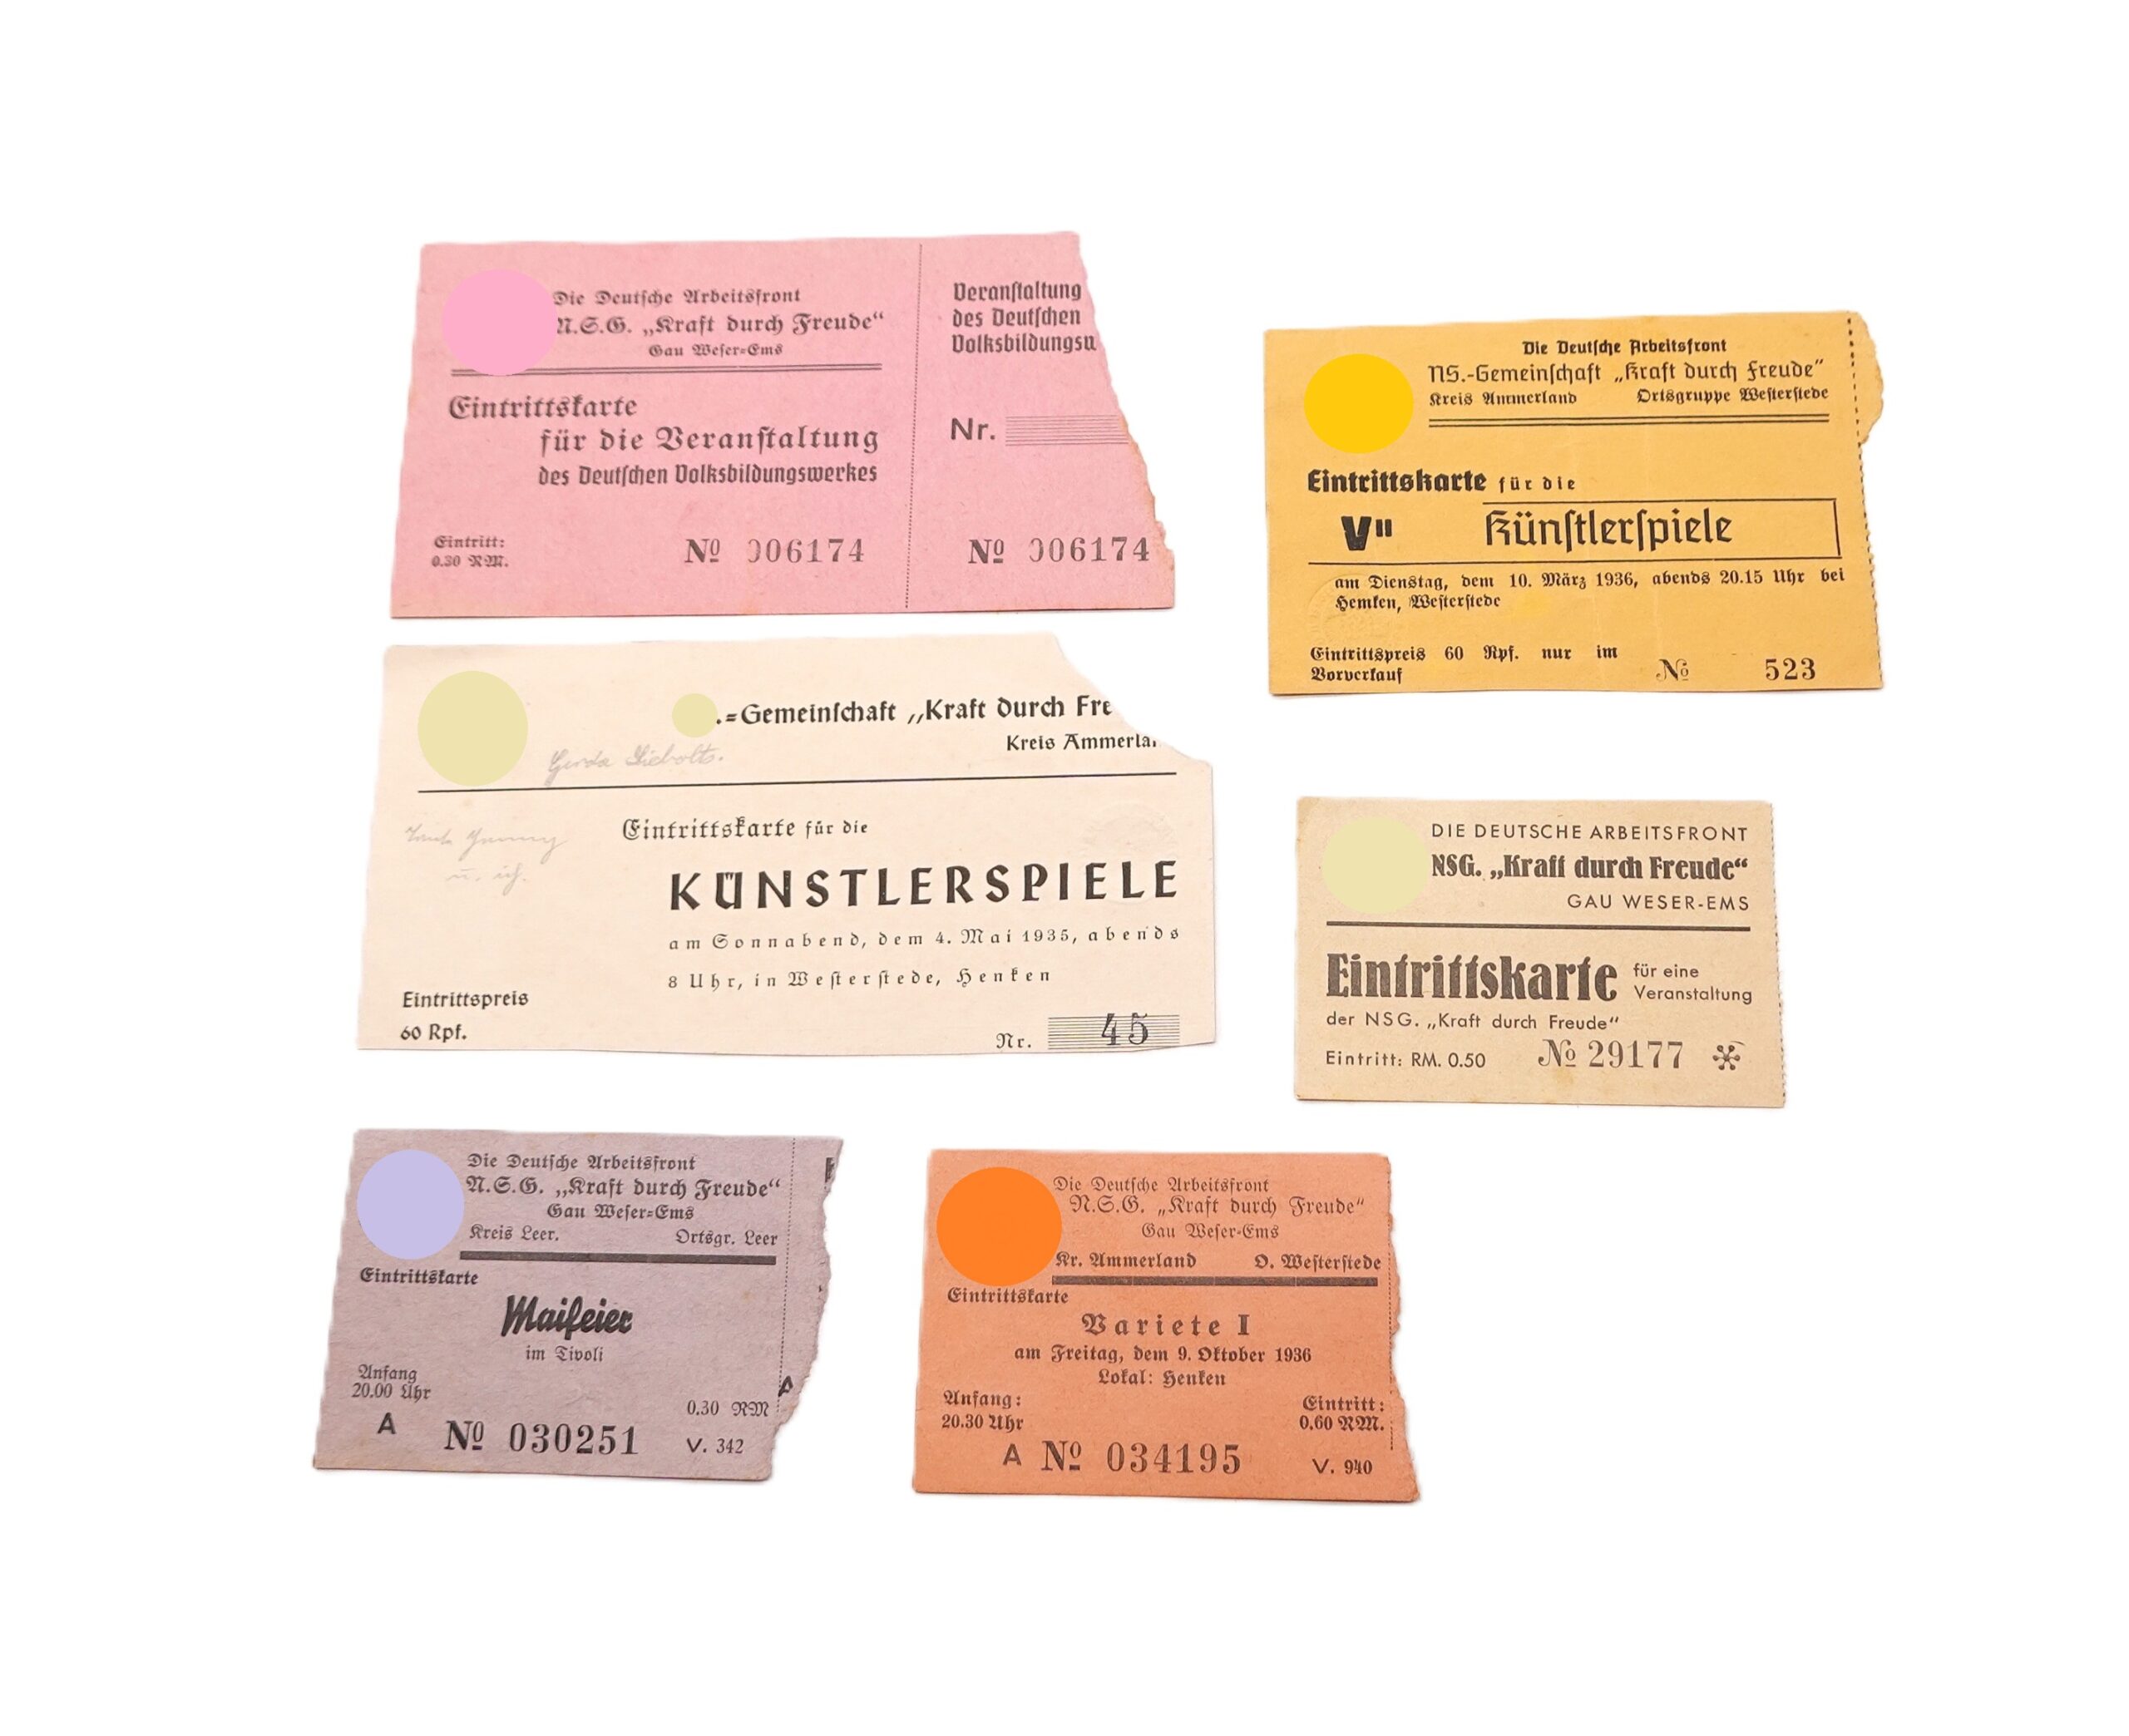 Die Deutsche Arbeitsfront
N.S.G. „Kraft durch Freude“
Gau Weser-Ems
Eintrittskarte
für die Veranstaltung
des Deutschen Volksbildungswerkes
Eintritt:
0.30 RM.
№ 006174
Veranstaltung
des Deutschen
Volksbildungsw
Nr.
№ 006174
Die Deutsche Arbeitsfront
NS.-Gemeinschaft „Kraft durch Freude“
Kreis Ammerland Ortsgruppe Westerstede
Eintrittskarte für die
V" Künstlerspiele
am Dienstag, dem 10. März 1936, abends 20.15 Uhr bei
Henken, Westerstede
Eintrittspreis 60 Rpf. nur im
Vorverkauf
№ 523
.=Gemeinschaft „Kraft durch Fre
Kreis Ammerlan
Gerda
u. ich.
Eintrittskarte für die
KÜNSTLERSPIELE
am Sonnabend, dem 4. Mai 1935, abends
8 Uhr, in Westerstede, Henken
Eintrittspreis
60 Rpf.
Nr. 45
DIE DEUTSCHE ARBEITSFRONT
NSG. „Kraft durch Freude“
GAU WESER-EMS
Eintrittskarte für eine
Veranstaltung
der NSG. „Kraft durch Freude“
Eintritt: RM. 0.50 № 29177
Die Deutsche Arbeitsfront
N.S.G. „Kraft durch Freude“
Gau Weser-Ems
Kreis Leer. Ortsgr. Leer
Eintrittskarte
Maifeier
im Tivoli
Anfang
20.00 Uhr
0.30 RM
A № 030251 V. 342
A
Die Deutsche Arbeitsfront
N.S.G. „Kraft durch Freude“
Gau Weser-Ems
Kr. Ammerland O. Westerstede
Eintrittskarte
Variete I
am Freitag, dem 9. Oktober 1936
Lokal: Henken
Anfang:
20.30 Uhr
Eintritt:
0.60 RM.
A № 034195 V. 940